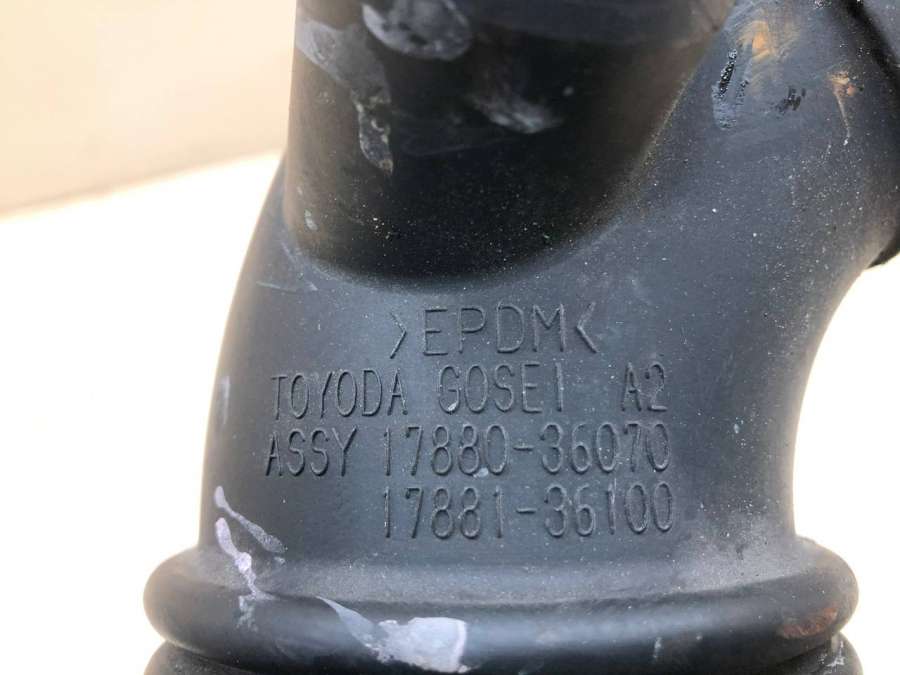 >EPDM<
TOYODA GOSEI A2
ASSY 17880-36070
17881-36100